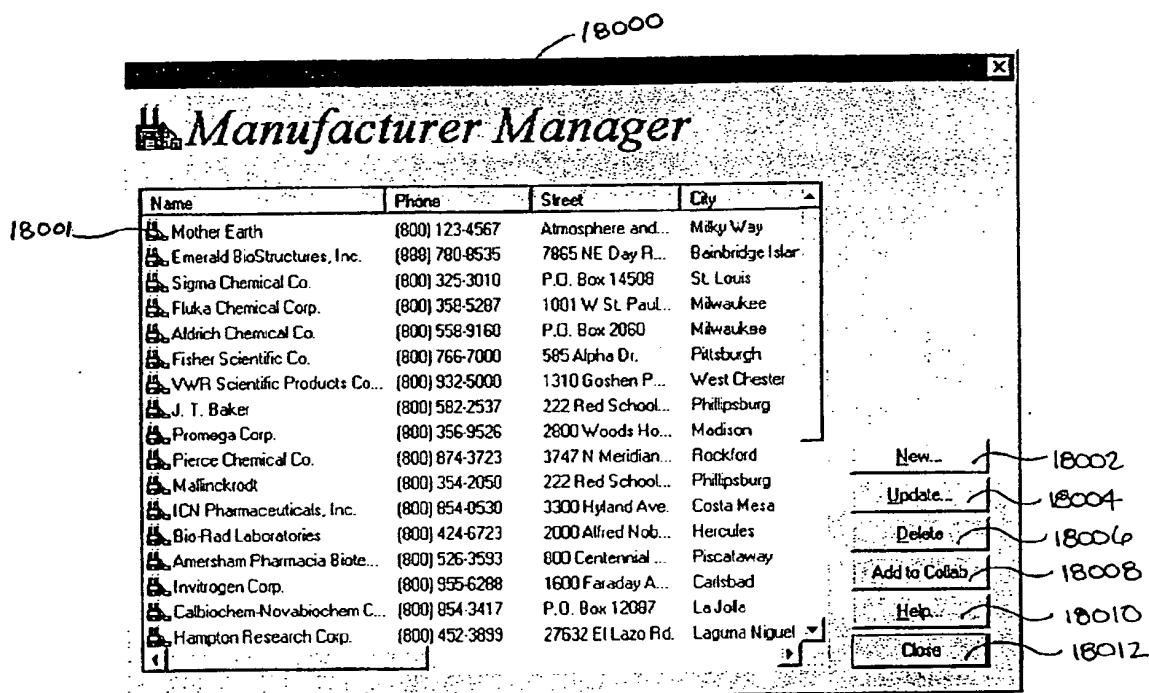 18000
Manufacturer Manager
Name Phone Street City
18001
Mother Earth (800) 123-4567 Atmosphere and... Milky Way
Emerald BioStructures, Inc. (888) 780-8535 7865 NE Day R... Bainbridge Islar
Sigma Chemical Co. (800) 325-3010 P.O. Box 14508 St. Louis
Fluka Chemical Corp. (800) 358-5287 1001 W St. Paul... Milwaukee
Aldrich Chemical Co. (800) 558-9160 P.O. Box 2060 Milwaukee
Fisher Scientific Co. (800) 766-7000 585 Alpha Dr. Pittsburgh
VWR Scientific Products Co... (800) 932-5000 1310 Goshen P... West Chester
J. T. Baker (800) 582-2537 222 Red School... Phillipsburg
Promega Corp. (800) 356-9526 2800 Woods Ho... Madison
Pierce Chemical Co. (800) 874-3723 3747 N Meridian... Rockford
Mallinckrodt (800) 354-2050 222 Red School... Phillipsburg
ICN Pharmaceuticals, Inc. (800) 854-0530 3300 Hyland Ave. Costa Mesa
Bio-Rad Laboratories (800) 424-6723 2000 Alfred Nob... Hercules
Amersham Pharmacia Biote... (800) 526-3593 800 Centennial ... Piscataway
Invitrogen Corp. (800) 955-6288 1600 Faraday A... Carlsbad
Calbiochem-Novabiochem C... (800) 854-3417 P.O. Box 12087 La Jolla
Hampton Research Corp. (800) 452-3899 27632 El Lazo Rd. Laguna Niguel
New... 18002
Update... 18004
Delete 18006
Add to Collab 18008
Help... 18010
Close 18012